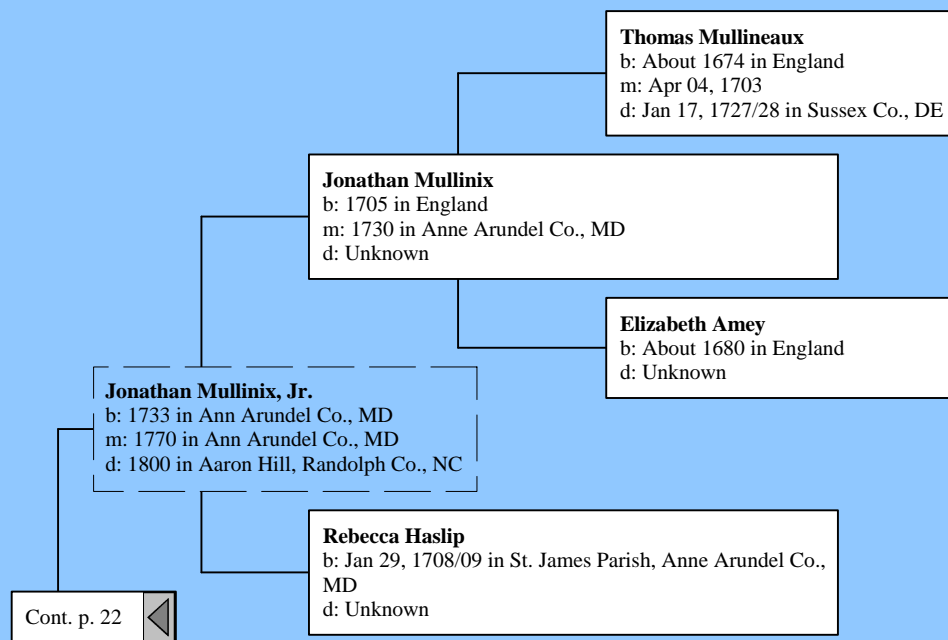 Thomas Mullineaux
b: About 1674 in England
m: Apr 04, 1703
d: Jan 17, 1727/28 in Sussex Co., DE
Jonathan Mullinix
b: 1705 in England
m: 1730 in Anne Arundel Co., MD
d: Unknown
Elizabeth Amey
b: About 1680 in England
d: Unknown
Jonathan Mullinix, Jr.
b: 1733 in Ann Arundel Co., MD
m: 1770 in Ann Arundel Co., MD
d: 1800 in Aaron Hill, Randolph Co., NC
Rebecca Haslip
b: Jan 29, 1708/09 in St. James Parish, Anne Arundel Co.,
MD
d: Unknown
Cont. p. 22